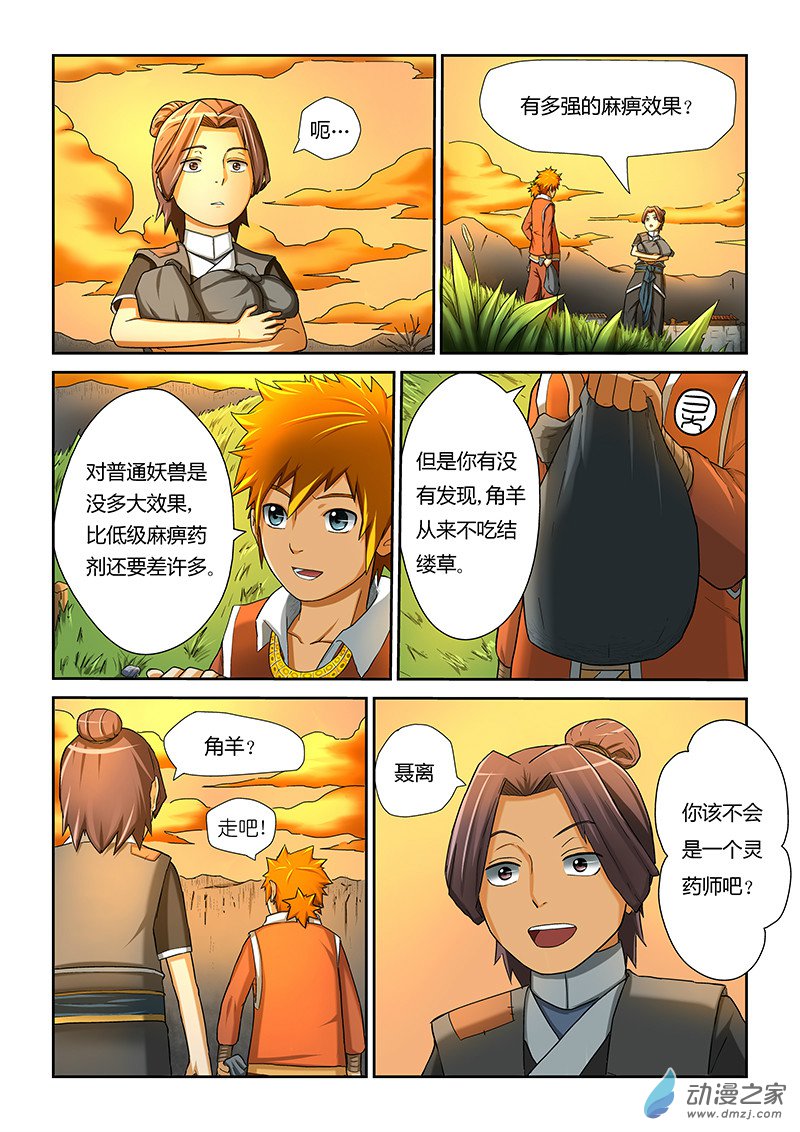 呃…
有多强的麻痹效果？
对普通妖兽是
没多大效果，
比低级麻痹药
剂还要差许多。
但是你有没
有发现，角羊
从来不吃结
缕草。
角羊？
走吧！
聂离
你该不会
是一个灵
药师吧？
动漫之家
www.dmzj.com